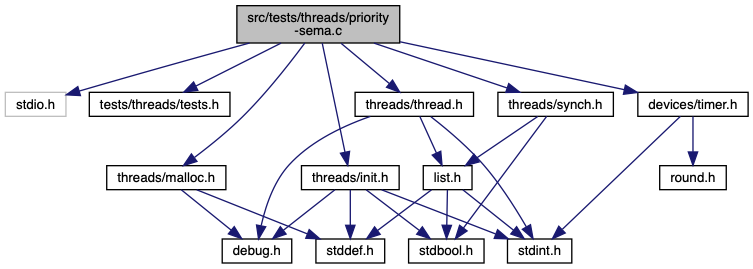 src/tests/threads/priority
-sema.c
stdio.h
tests/threads/tests.h
threads/thread.h
threads/synch.h
devices/timer.h
threads/malloc.h
threads/init.h
list.h
round.h
debug.h
stddef.h
stdbool.h
stdint.h